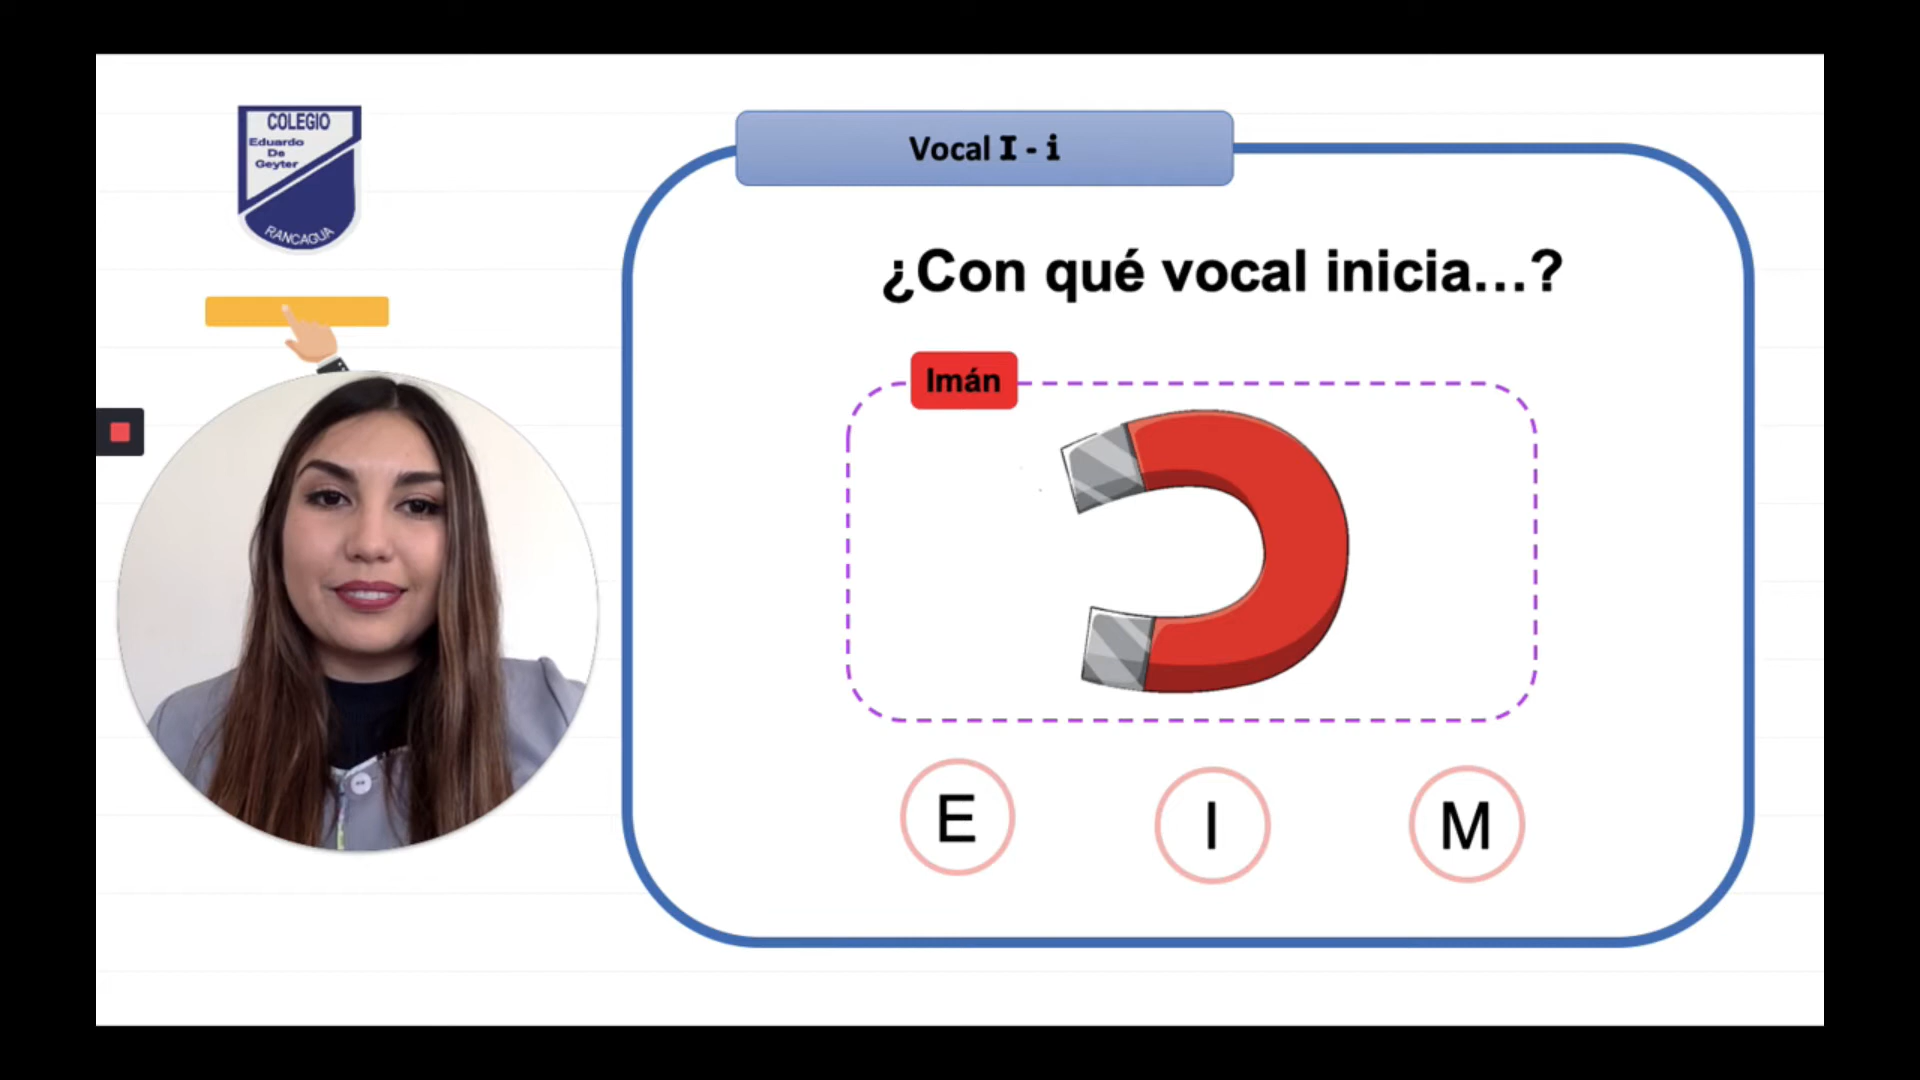 COLEGIO
Eduardo
De
Geyter
RANCAGUA
Vocal I - i
¿Con qué vocal inicia...?
Imán
E I M